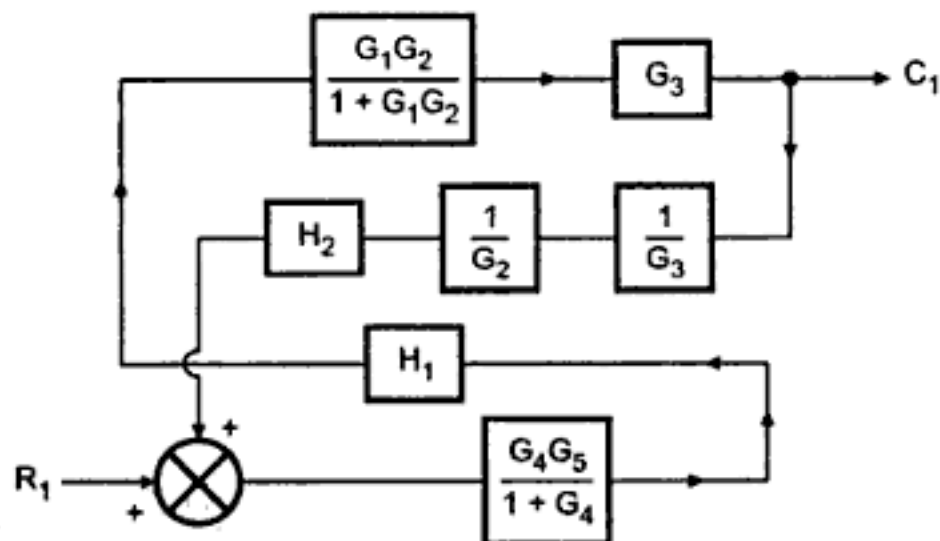 G₁G₂
1 + G₁G₂
G₃
C₁
H₂
1
G₂
1
G₃
H₁
+
R₁
+
G₄G₅
1 + G₄